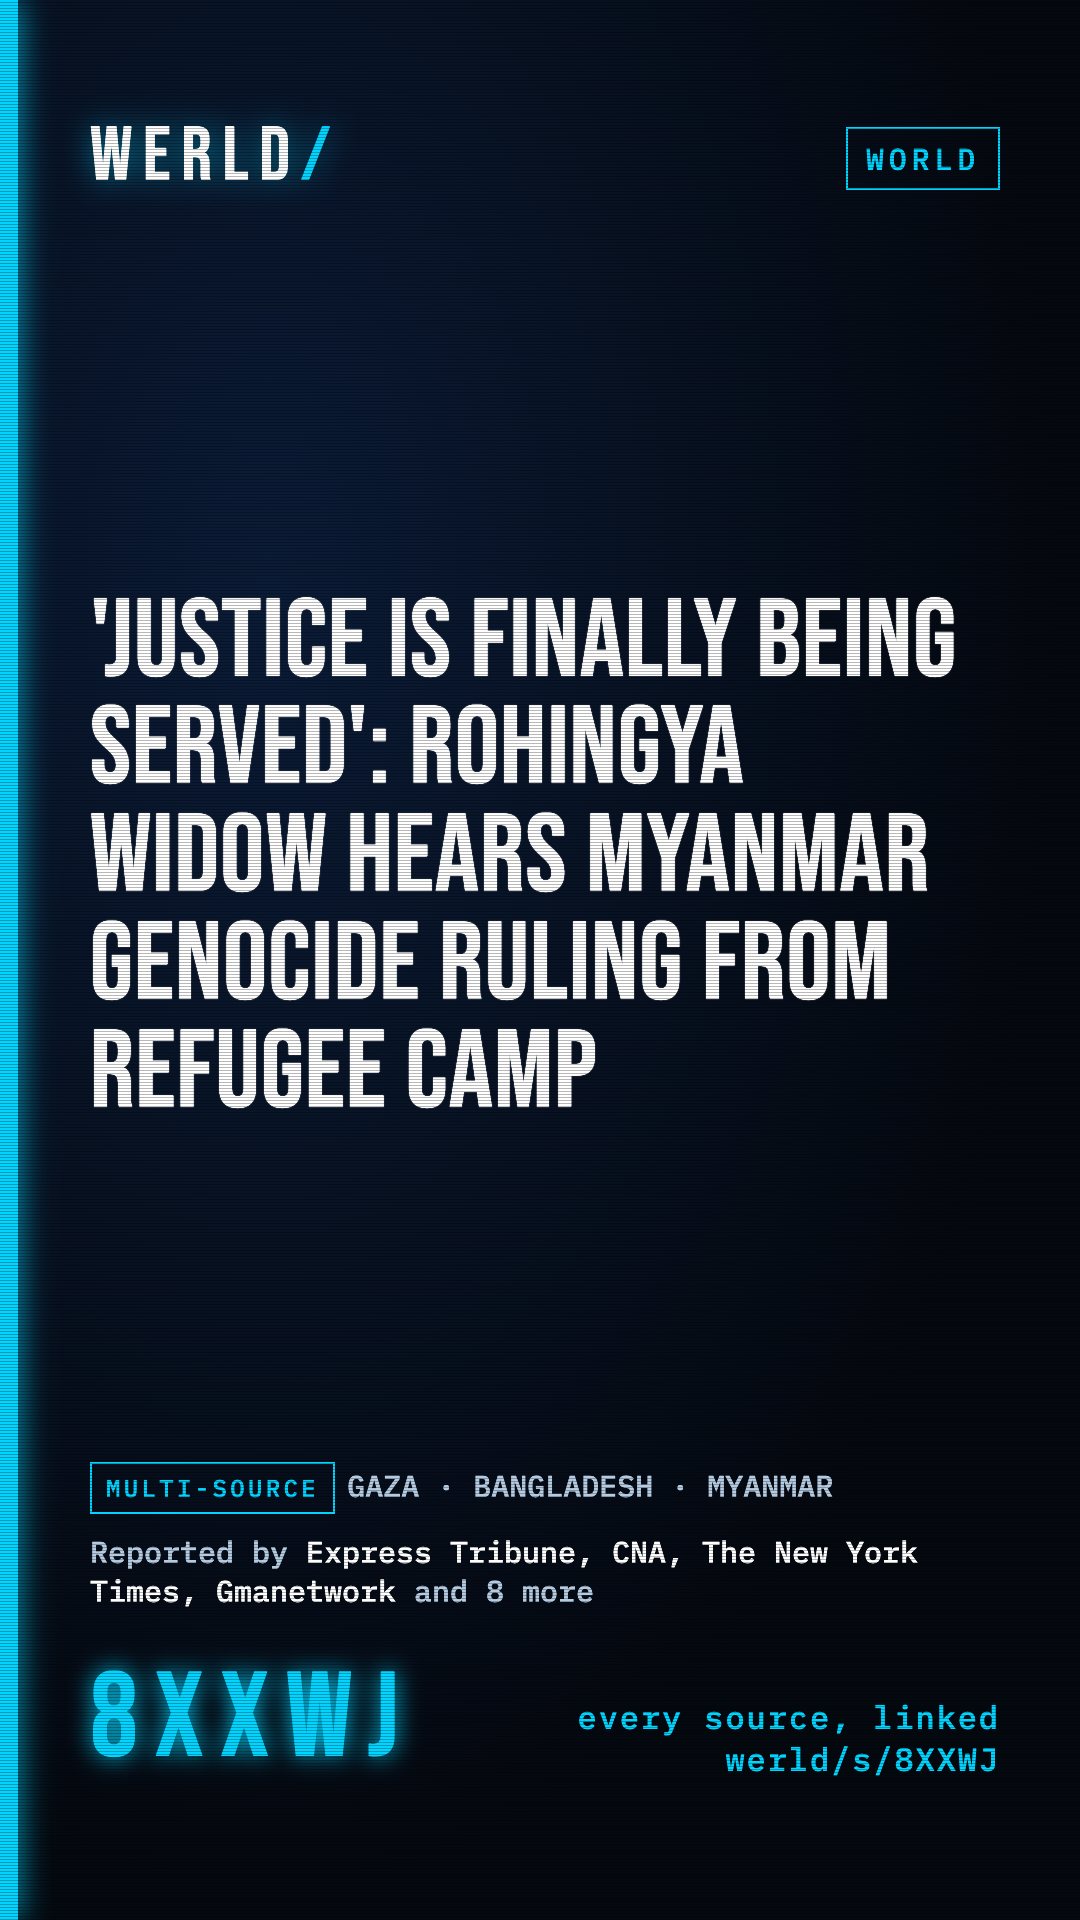 WERLD/
WORLD
'JUSTICE IS FINALLY BEING
SERVED': ROHINGYA
WIDOW HEARS MYANMAR
GENOCIDE RULING FROM
REFUGEE CAMP
MULTI-SOURCE GAZA · BANGLADESH · MYANMAR
Reported by Express Tribune, CNA, The New York
Times, Gmanetwork and 8 more
8XXWJ
every source, linked
werld/s/8XXWJ